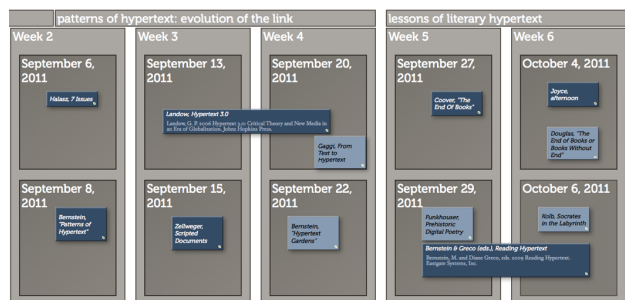 patterns of hypertext: evolution of the link
lessons of literary hypertext
Week 2
Week 3
Week 4
Week 5
Week 6
September 6,
2011
Halasz, 7 Issues
September 13,
2011
September 20,
2011
Landow, Hypertext 3.0
Landow, G. P. 2006 Hypertext 3.0: Critical Theory and New Media in
an Era of Globalization. Johns Hopkins Press.
Gaggi, From
Text to
Hypertext
September 27,
2011
Coover, "The
End Of Books"
October 4, 2011
Joyce,
afternoon
Douglas, "The
End of Books or
Books Without
End"
September 8,
2011
Bernstein,
"Patterns of
Hypertext"
September 15,
2011
Zellweger,
Scripted
Documents
September 22,
2011
Bernstein,
"Hypertext
Gardens"
September 29,
2011
Funkhouser,
Prehistoric
Digital Poetry
October 6, 2011
Kolb, Socrates
in the Labyrinth
Bernstein & Greco (eds.), Reading Hypertext
Bernstein, M. and Diane Greco, eds. 2009 Reading Hypertext.
Eastgate Systems, Inc.